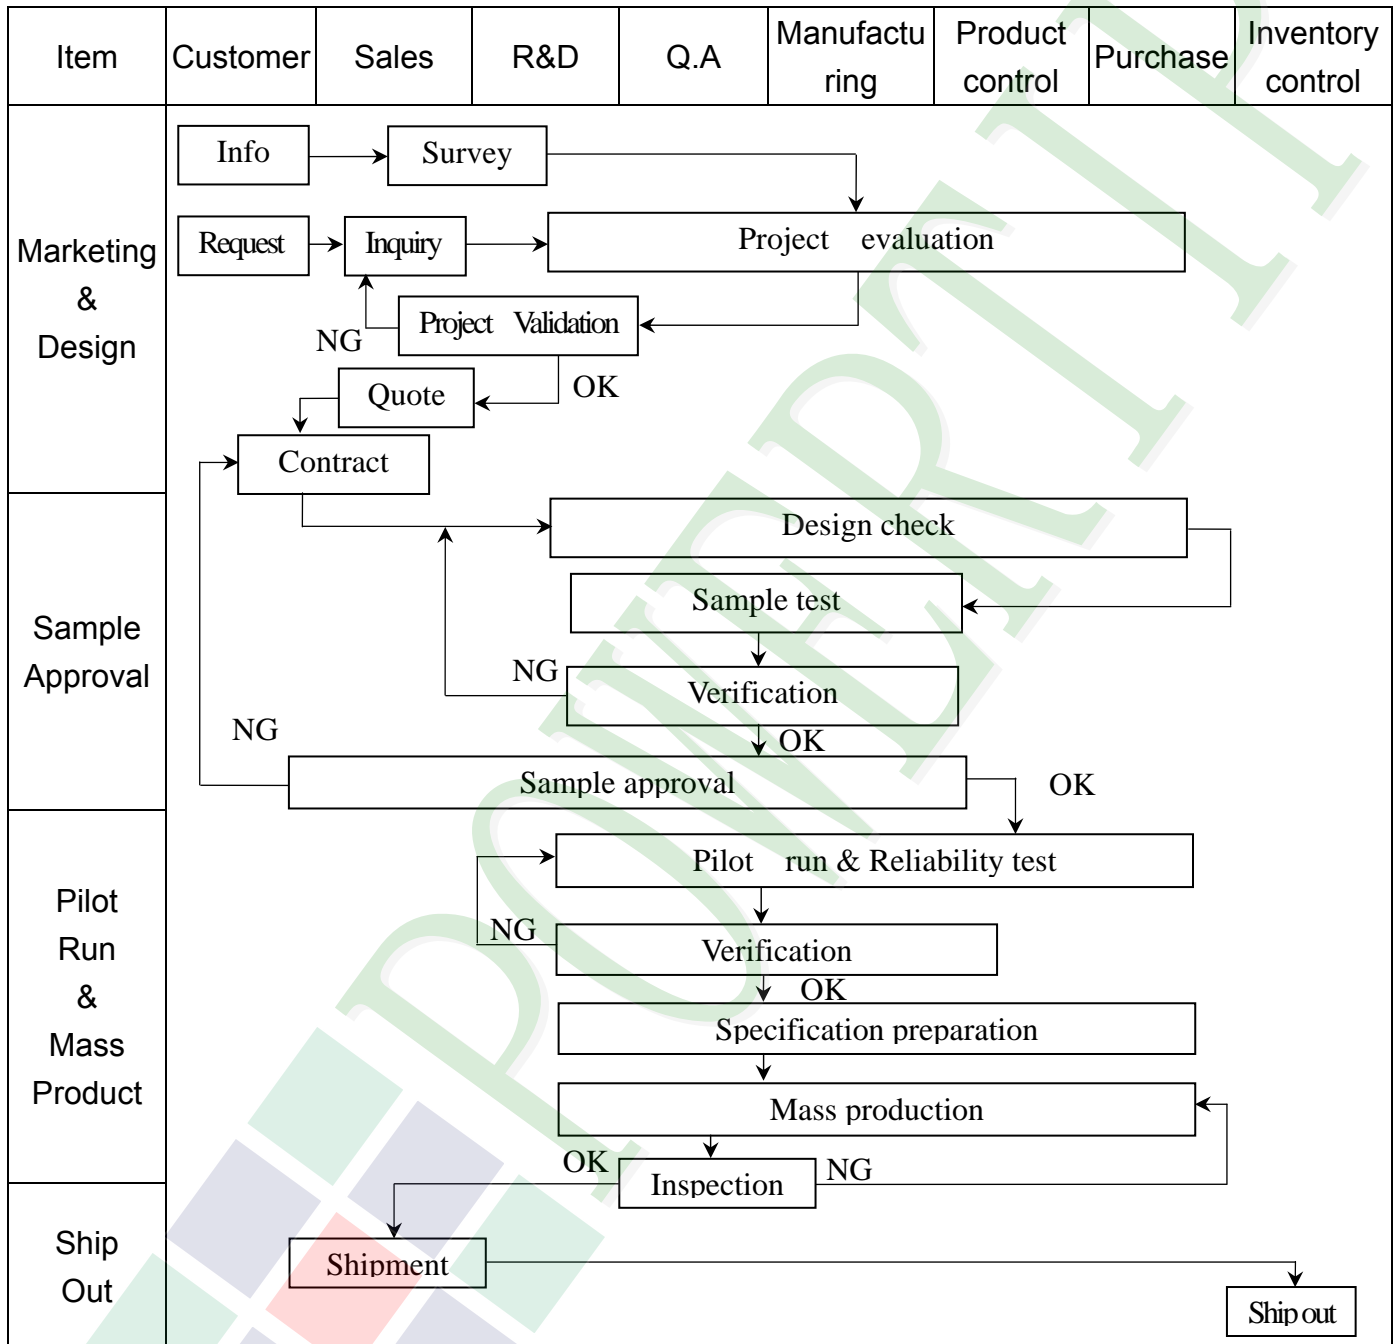 Item
Customer
Sales
R&D
Q.A
Manufactu
ring
Product
control
Purchase
Inventory
control
Marketing
&
Design
Info
Survey
Request
Inquiry
Project evaluation
NG
Project Validation
Quote
OK
Contract
Sample
Approval
Design check
Sample test
NG
Verification
NG
OK
Sample approval
OK
Pilot
Run
&
Mass
Product
Pilot run & Reliability test
NG
Verification
OK
Specification preparation
Mass production
OK
Inspection
NG
Ship
Out
Shipment
Ship out
POWERTIP